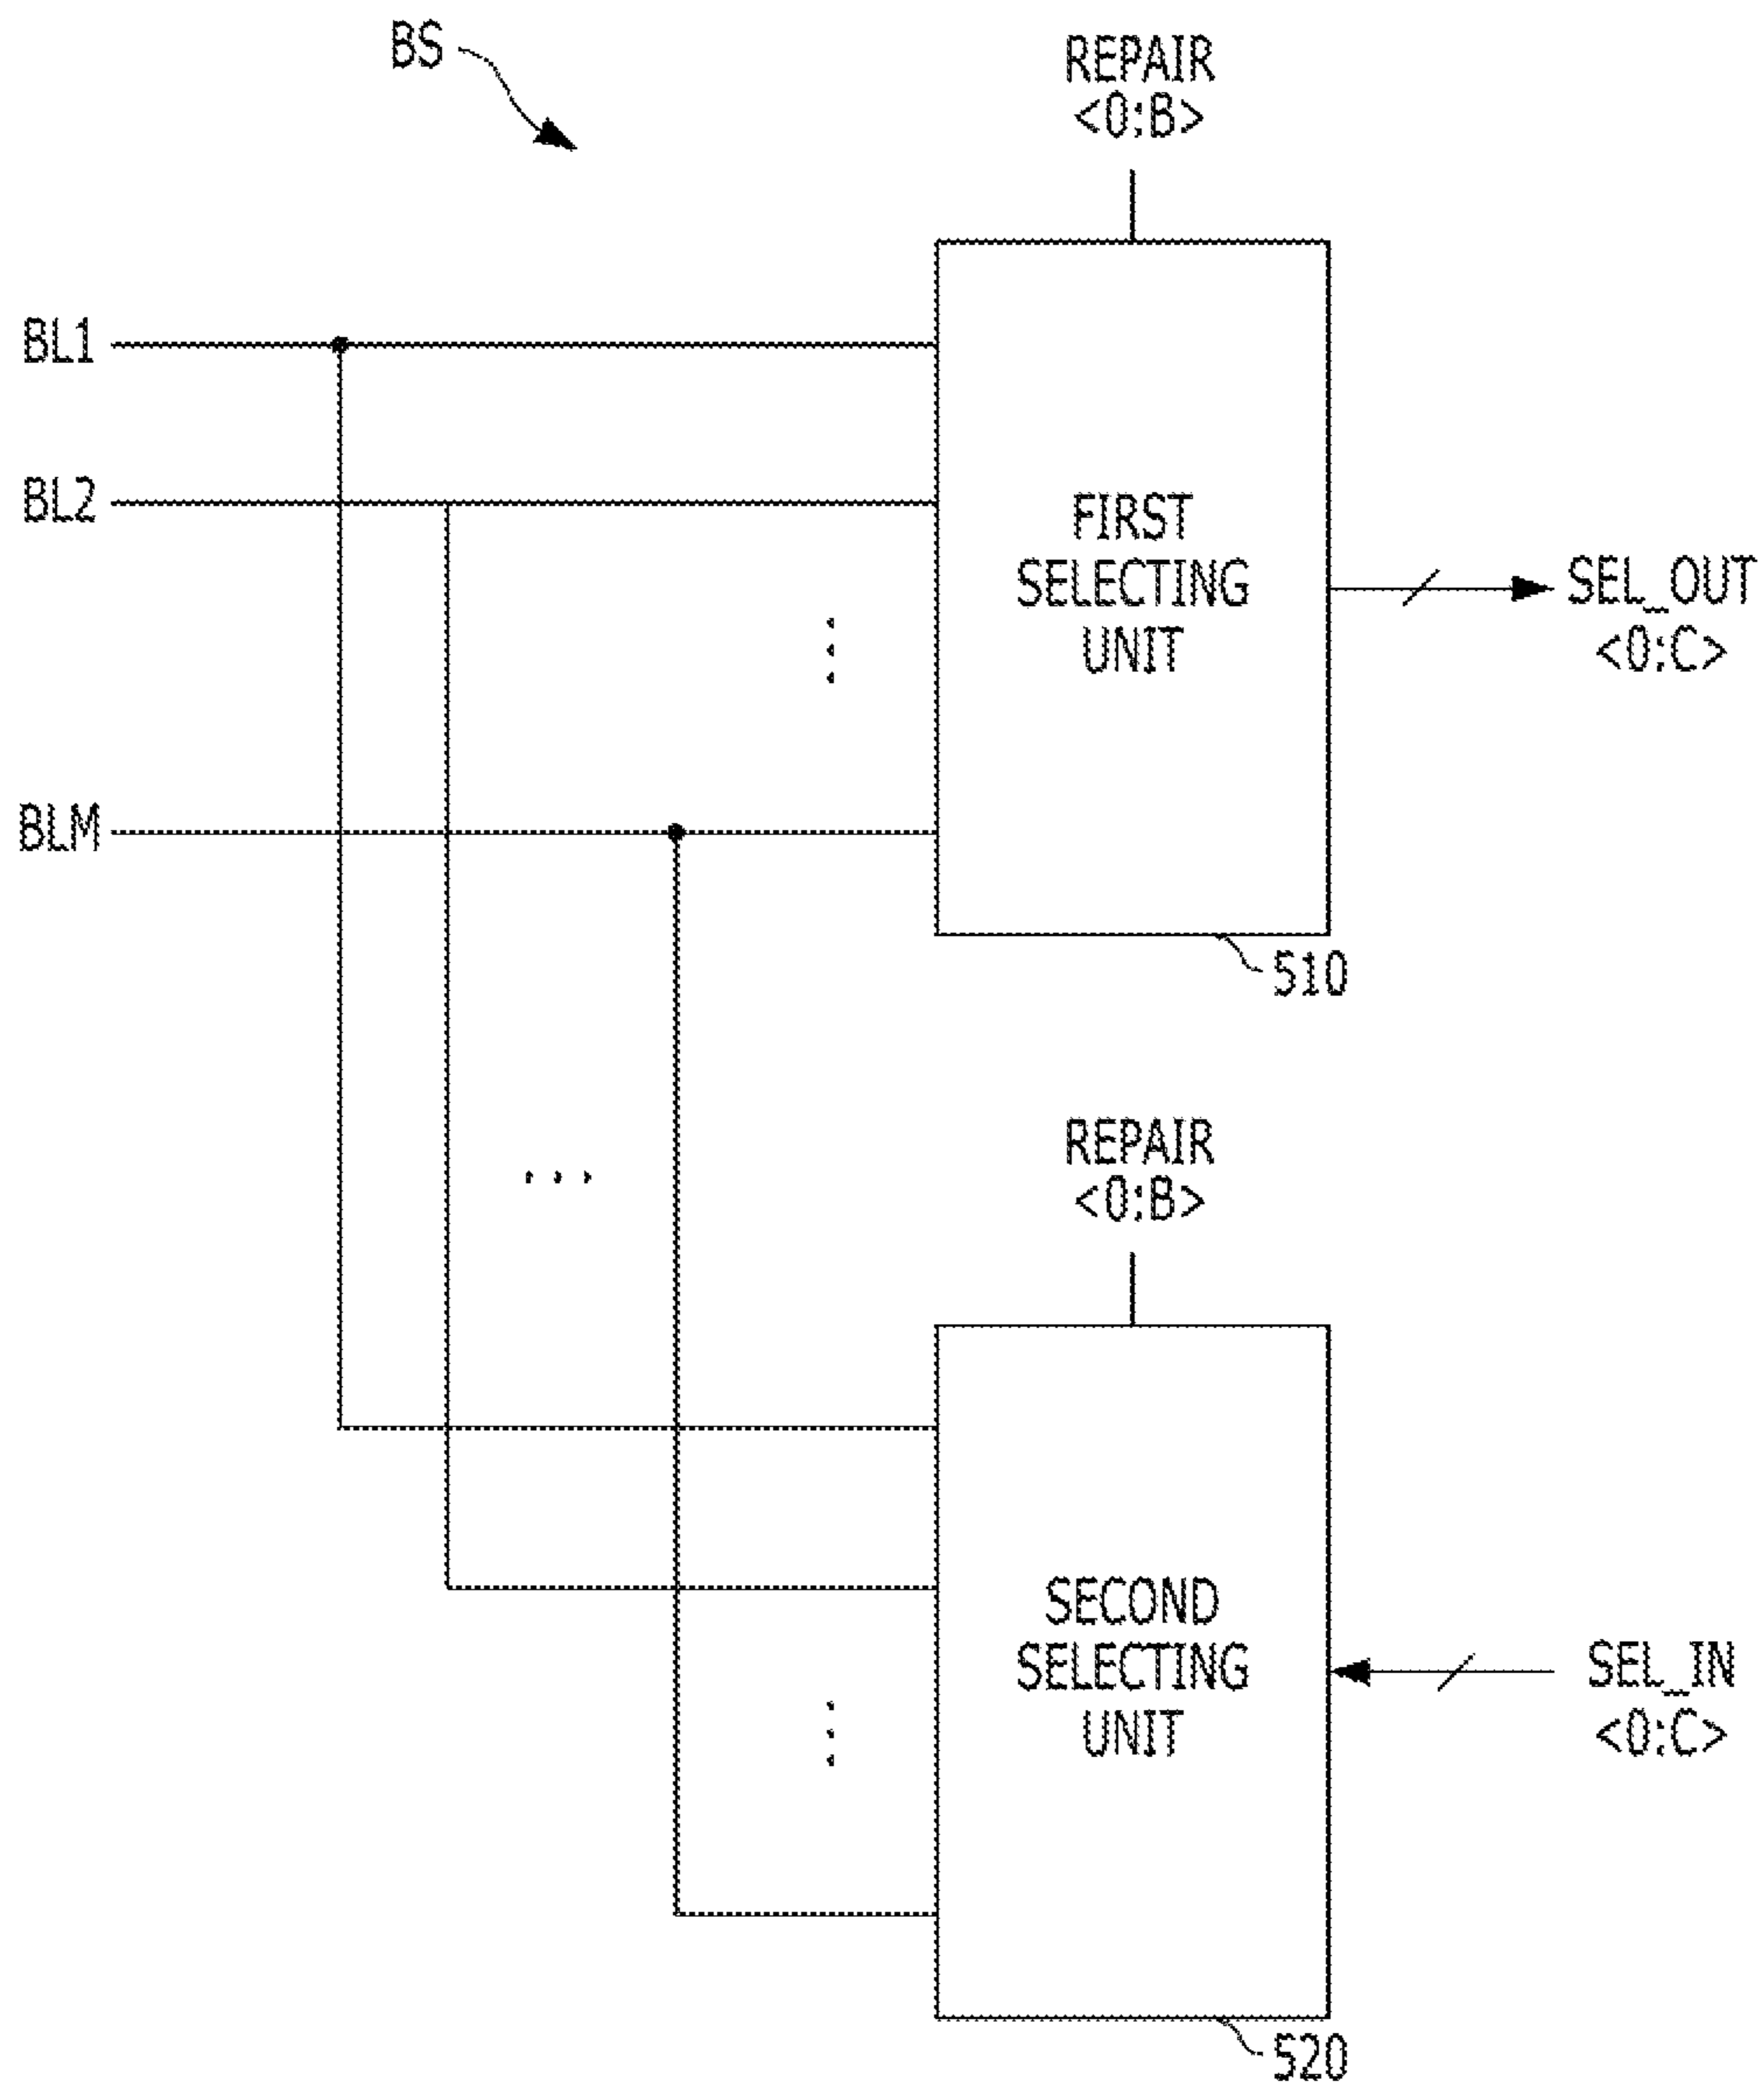 BS
REPAIR
<0:B>
BL1
BL2
FIRST
SELECTING
UNIT
SEL_OUT
<0:C>
BLM
510
REPAIR
<0:B>
SECOND
SELECTING
UNIT
SEL_IN
<0:C>
520